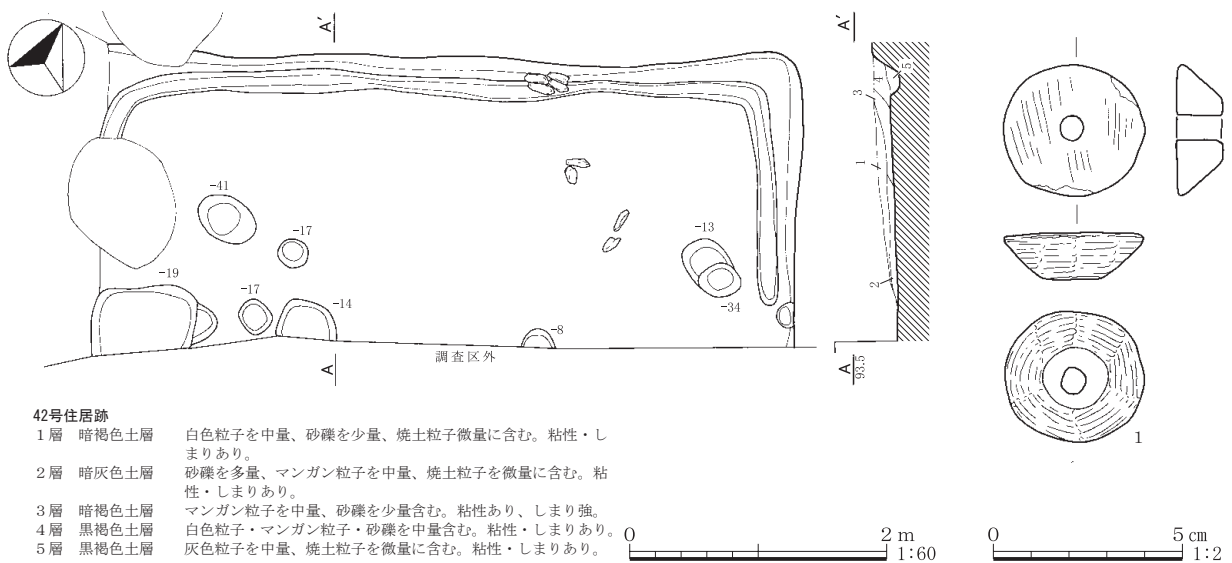 A'
A'
5
4
3
1
2
-41
-17
-13
-34
-19
-17
-14
-8
調査区外
A
A
93.5
1
42号住居跡
1層 暗褐色土層 白色粒子を中量、砂礫を少量、焼土粒子微量に含む。粘性・し
まりあり。
2層 暗灰色土層 砂礫を多量、マンガン粒子を中量、焼土粒子を微量に含む。粘
性・しまりあり。
3層 暗褐色土層 マンガン粒子を中量、砂礫を少量含む。粘性あり、しまり強。
4層 黒褐色土層 白色粒子・マンガン粒子・砂礫を中量含む。粘性・しまりあり。
5層 黒褐色土層 灰色粒子を中量、焼土粒子を微量に含む。粘性・しまりあり。
0 2m
1:60
0 5cm
1:2